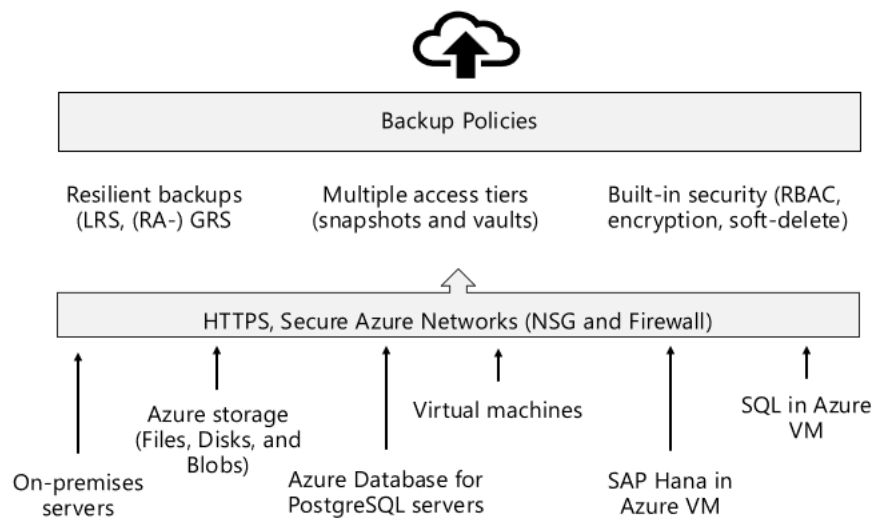 Backup Policies
Resilient backups
(LRS, (RA-) GRS
Multiple access tiers
(snapshots and vaults)
Built-in security (RBAC,
encryption, soft-delete)
HTTPS, Secure Azure Networks (NSG and Firewall)
On-premises
servers
Azure storage
(Files, Disks, and
Blobs)
Azure Database for
PostgreSQL servers
Virtual machines
SAP Hana in
Azure VM
SQL in Azure
VM